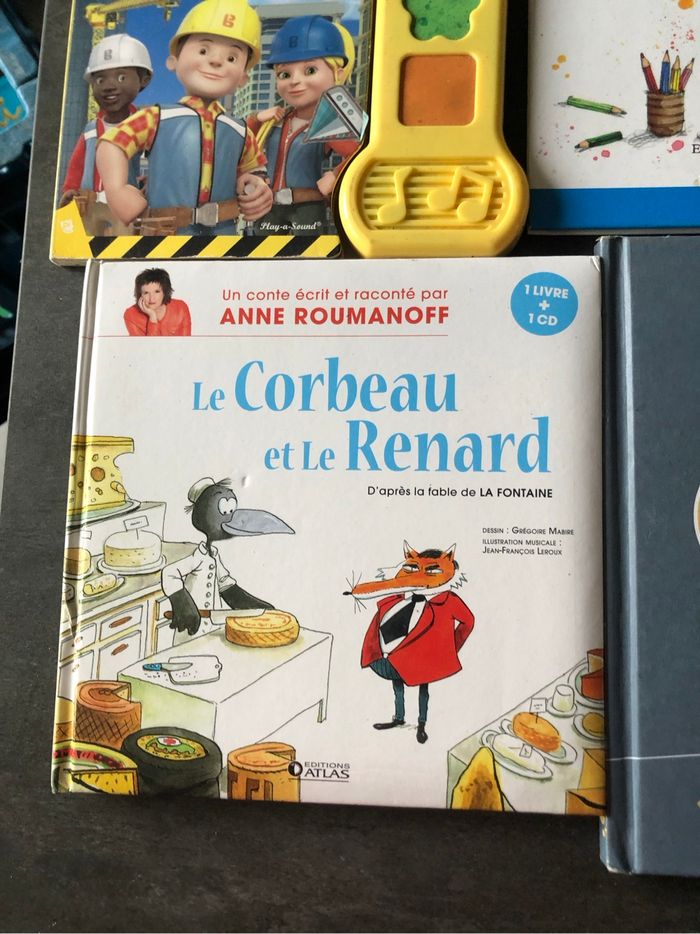 Play-a-Sound®
Un conte écrit et raconté par
ANNE ROUMANOFF
1 LIVRE
+
1 CD
Le Corbeau
et Le Renard
D'après la fable de LA FONTAINE
DESSIN : GRÉGOIRE MABIRE
ILLUSTRATION MUSICALE :
JEAN-FRANÇOIS LEROUX
EDITIONS
ATLAS